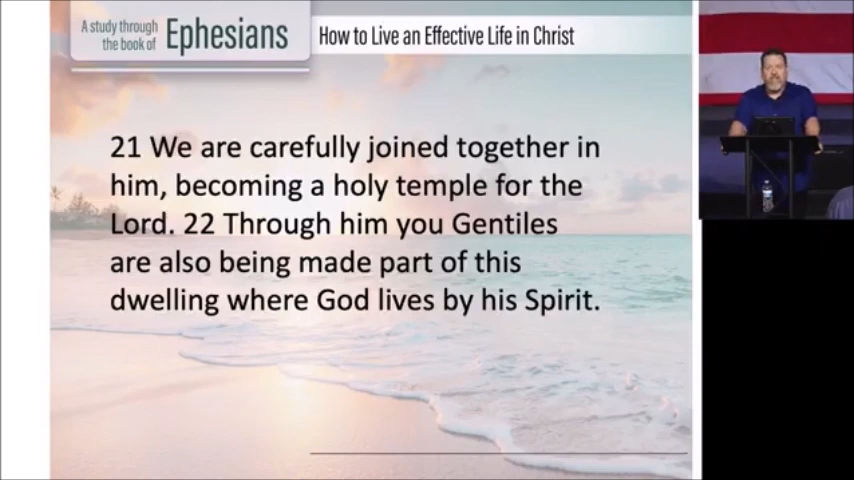 A study through
the book of
Ephesians
How to Live an Effective Life in Christ
21 We are carefully joined together in
him, becoming a holy temple for the
Lord. 22 Through him you Gentiles
are also being made part of this
dwelling where God lives by his Spirit.